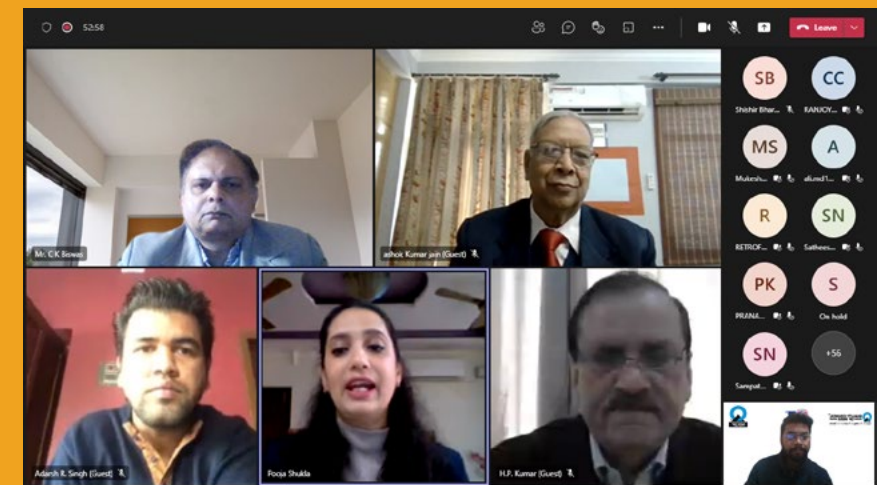 52:58
Leave
Mr. C K Biswas
ashok Kumar jain (Guest)
Adarsh R. Singh (Guest)
Pooja Shukla
H.P. Kumar (Guest)
SB
CC
Shishir Bhar...
KANJOY...
MS
A
Mukesh...
R
SN
RETROF...
Sathees...
PK
S
PRANA...
On hold
SN
+56
Sampat...